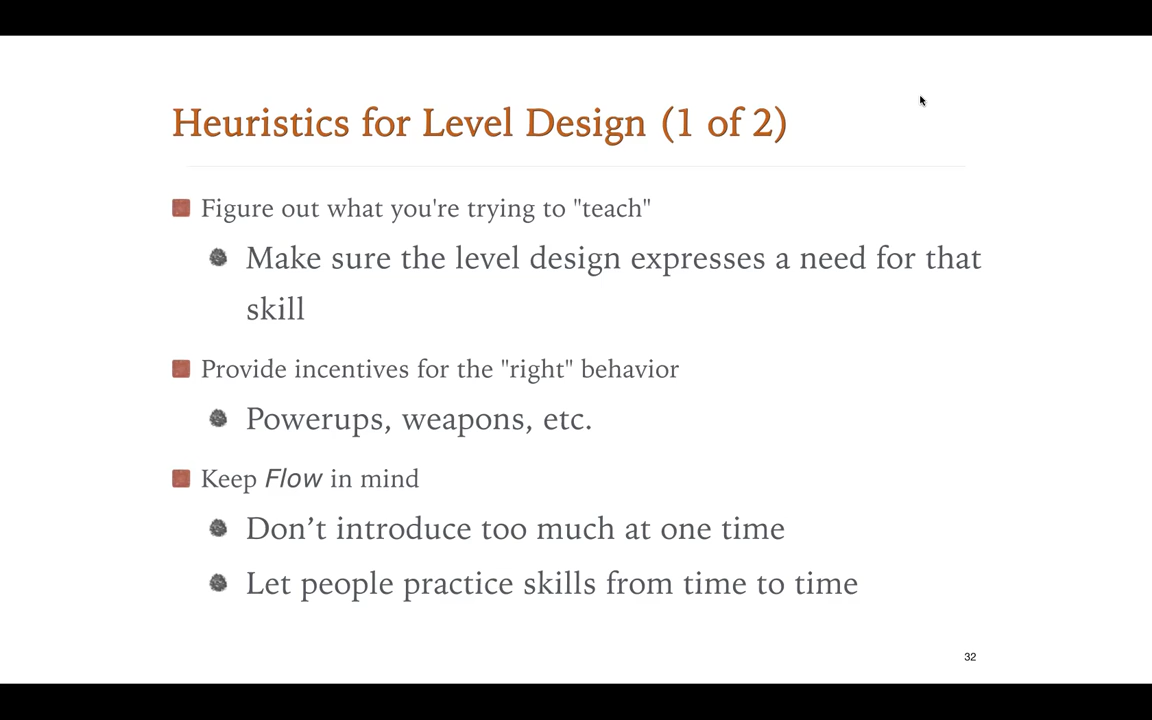 Heuristics for Level Design (1 of 2)
Figure out what you're trying to "teach"
Make sure the level design expresses a need for that
skill
Provide incentives for the "right" behavior
Powerups, weapons, etc.
Keep Flow in mind
Don’t introduce too much at one time
Let people practice skills from time to time
32